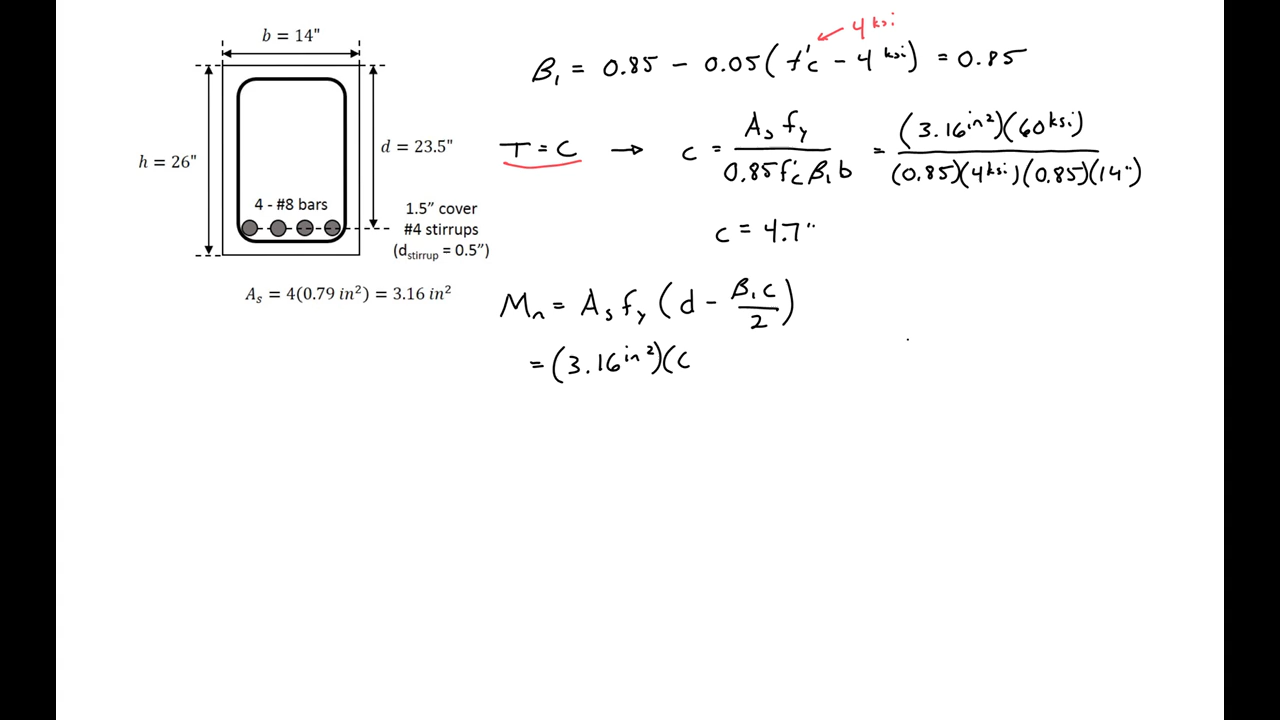 b = 14"
h = 26"
d = 23.5"
4 - #8 bars
1.5” cover
#4 stirrups
(dstirrup = 0.5”)
As = 4(0.79 in²) = 3.16 in²
4 ksi
β₁ = 0.85 - 0.05(f'c - 4 ksi) = 0.85
T = C → c = As fy / 0.85f'c β₁ b = (3.16 in²)(60 ksi) / (0.85)(4 ksi)(0.85)(14")
c = 4.7"
Mn = As fy (d - β₁c / 2)
= (3.16 in²)(c